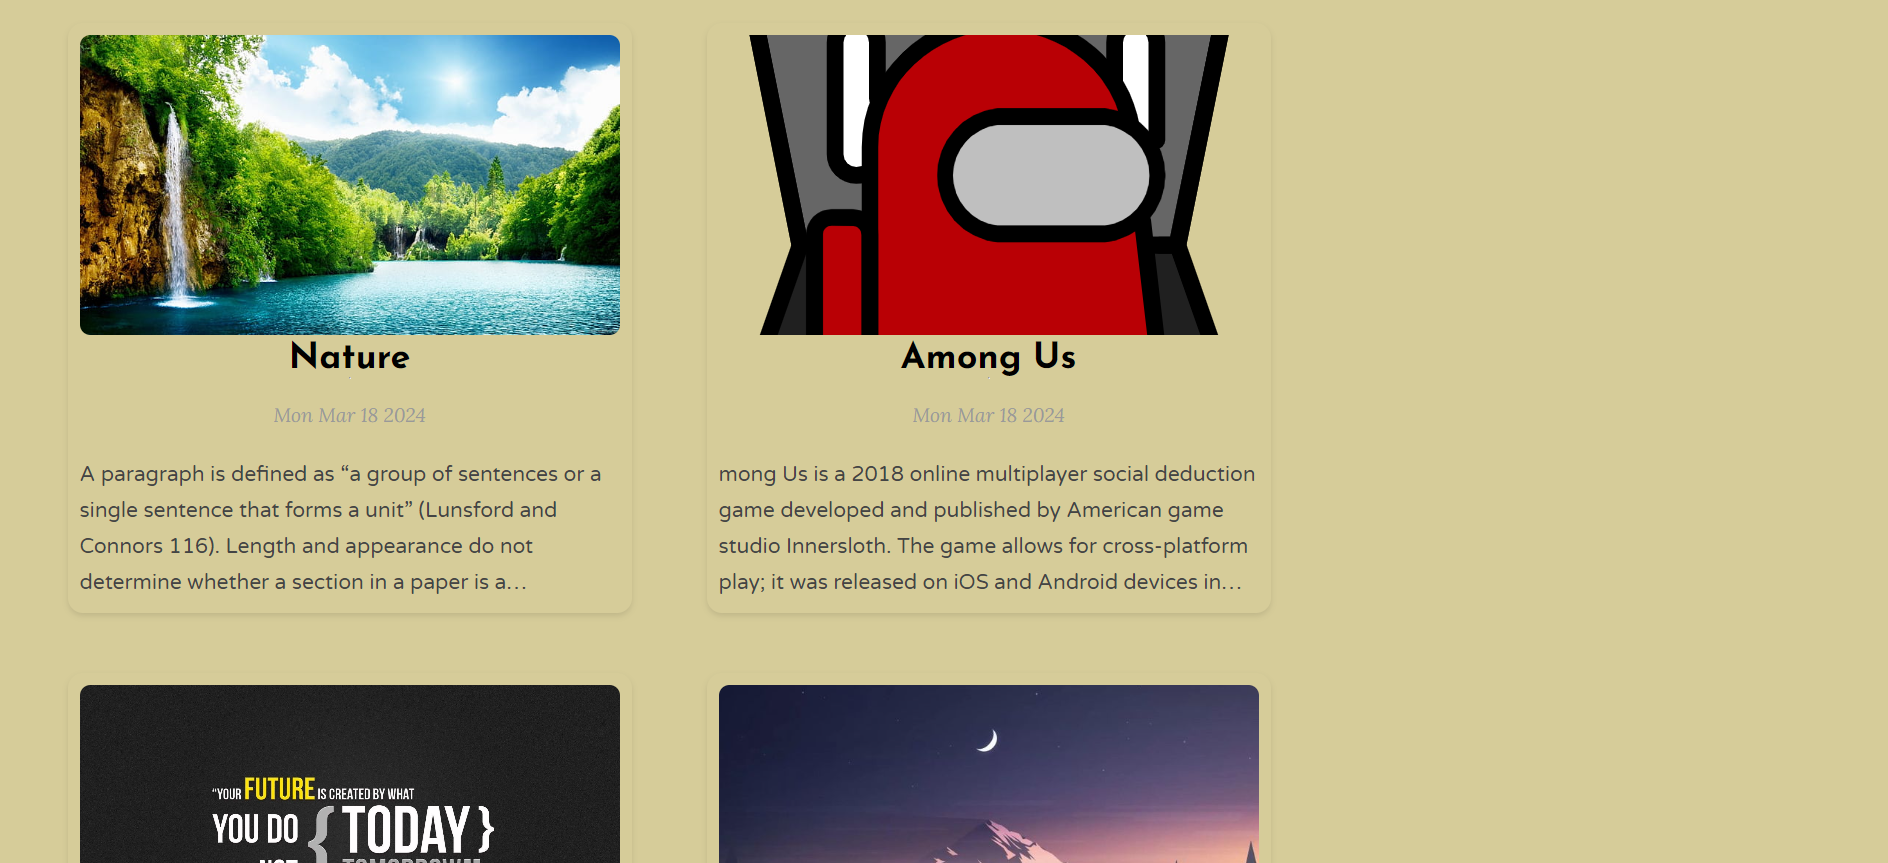 Nature
Mon Mar 18 2024
A paragraph is defined as “a group of sentences or a
single sentence that forms a unit” (Lunsford and
Connors 116). Length and appearance do not
determine whether a section in a paper is a…
Among Us
Mon Mar 18 2024
mong Us is a 2018 online multiplayer social deduction
game developed and published by American game
studio Innersloth. The game allows for cross-platform
play; it was released on iOS and Android devices in…
“YOUR FUTURE IS CREATED BY WHAT
YOU DO { TODAY }
NOT TOMORROW”